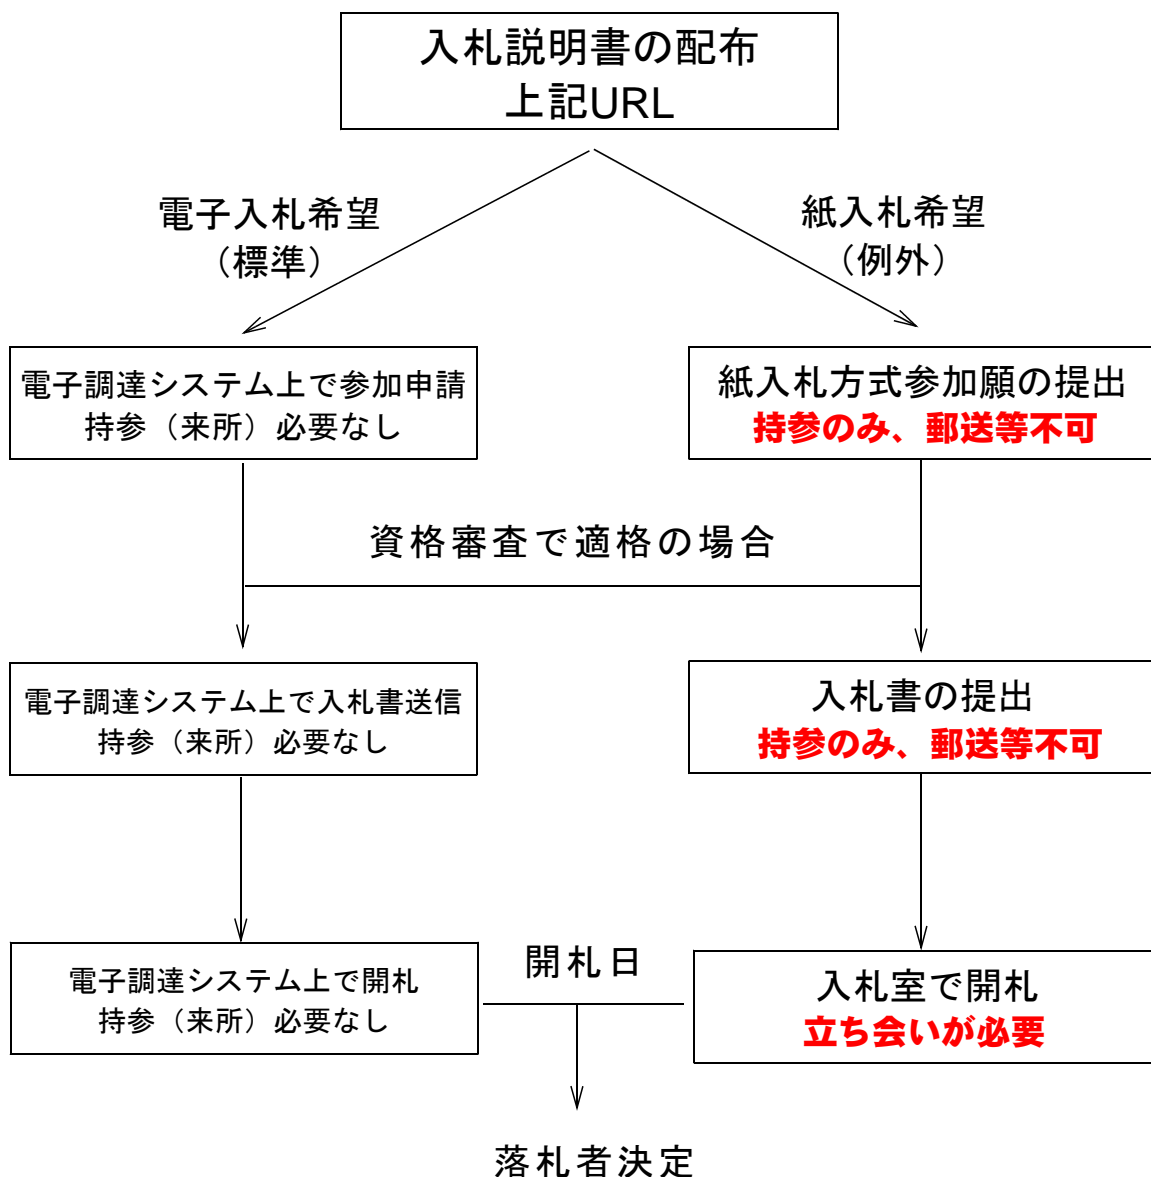 入札説明書の配布
上記URL
電子入札希望
（標準）
紙入札希望
（例外）
電子調達システム上で参加申請
持参（来所）必要なし
紙入札方式参加願の提出
持参のみ、郵送等不可
資格審査で適格の場合
電子調達システム上で入札書送信
持参（来所）必要なし
入札書の提出
持参のみ、郵送等不可
開札日
電子調達システム上で開札
持参（来所）必要なし
入札室で開札
立ち会いが必要
落札者決定